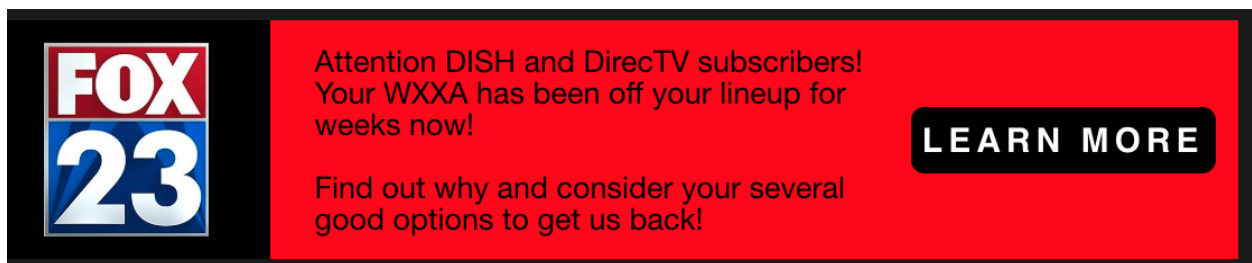 FOX
23
Attention DISH and DirecTV subscribers!
Your WXXA has been off your lineup for
weeks now!
Find out why and consider your several
good options to get us back!
LEARN MORE